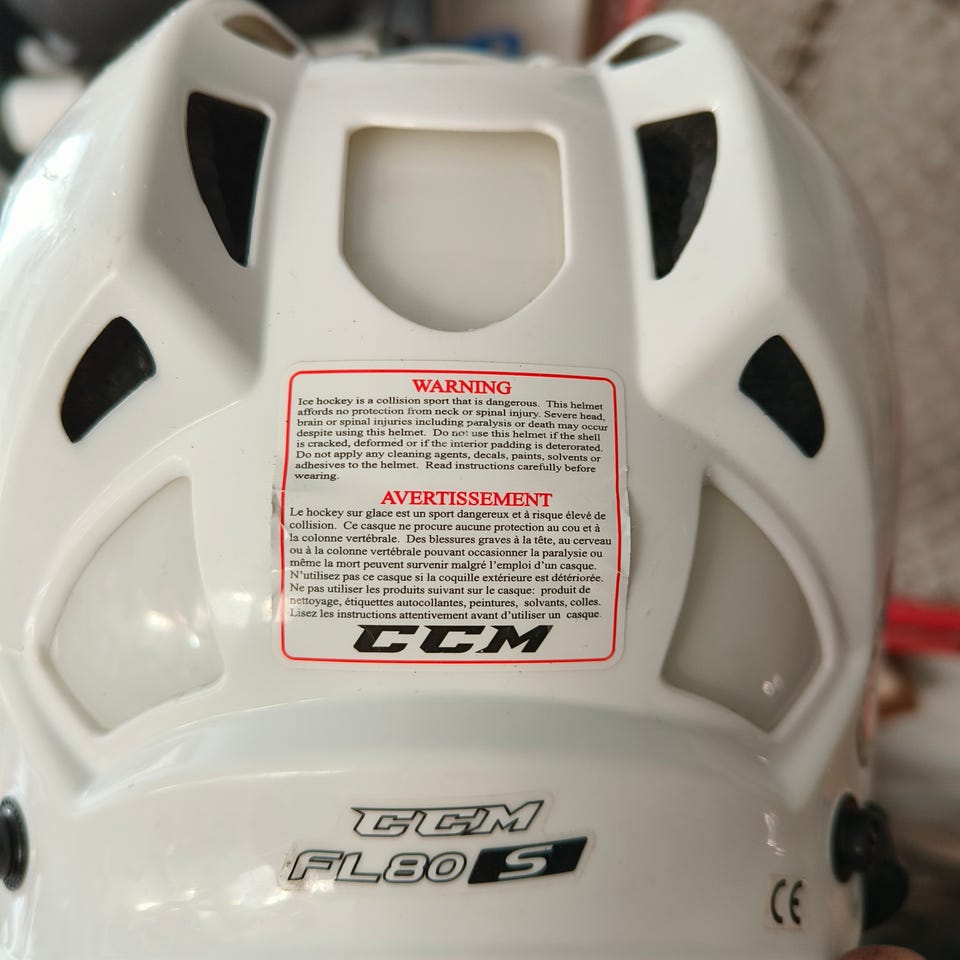 WARNING
Ice hockey is a collision sport that is dangerous. This helmet
affords no protection from neck or spinal injury. Severe head,
brain or spinal injuries including paralysis or death may occur
despite using this helmet. Do not use this helmet if the shell
is cracked, deformed or if the interior padding is deterorated.
Do not apply any cleaning agents, decals, paints, solvents or
adhesives to the helmet. Read instructions carefully before
wearing.
AVERTISSEMENT
Le hockey sur glace est un sport dangereux et à risque élevé de
collision. Ce casque ne procure aucune protection au cou et à
la colonne vertébrale. Des blessures graves à la tête, au cerveau
ou à la colonne vertébrale pouvant occasionner la paralysie ou
même la mort peuvent survenir malgré l'emploi d'un casque.
N'utilisez pas ce casque si la coquille extérieure est détériorée.
Ne pas utiliser les produits suivant sur le casque: produit de
nettoyage, étiquettes autocollantes, peintures, solvants, colles.
Lisez les instructions attentivement avant d'utiliser un casque.
CCM
CCM
FL80 S
CE